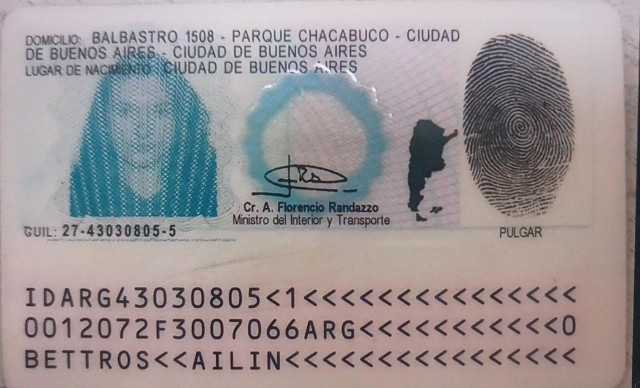 DOMICILIO: BALBASTRO 1508 - PARQUE CHACABUCO - CIUDAD
DE BUENOS AIRES - CIUDAD DE BUENOS AIRES
LUGAR DE NACIMIENTO: CIUDAD DE BUENOS AIRES
Cr. A. Florencio Randazzo
Ministro del Interior y Transporte
CUIL: 27-43030805-5
PULGAR
IDARG43030805<1<<<<<<<<<<<<<<<
0012072F3007066ARG<<<<<<<<<<<0
BETTROS<<AILIN<<<<<<<<<<<<<<<<